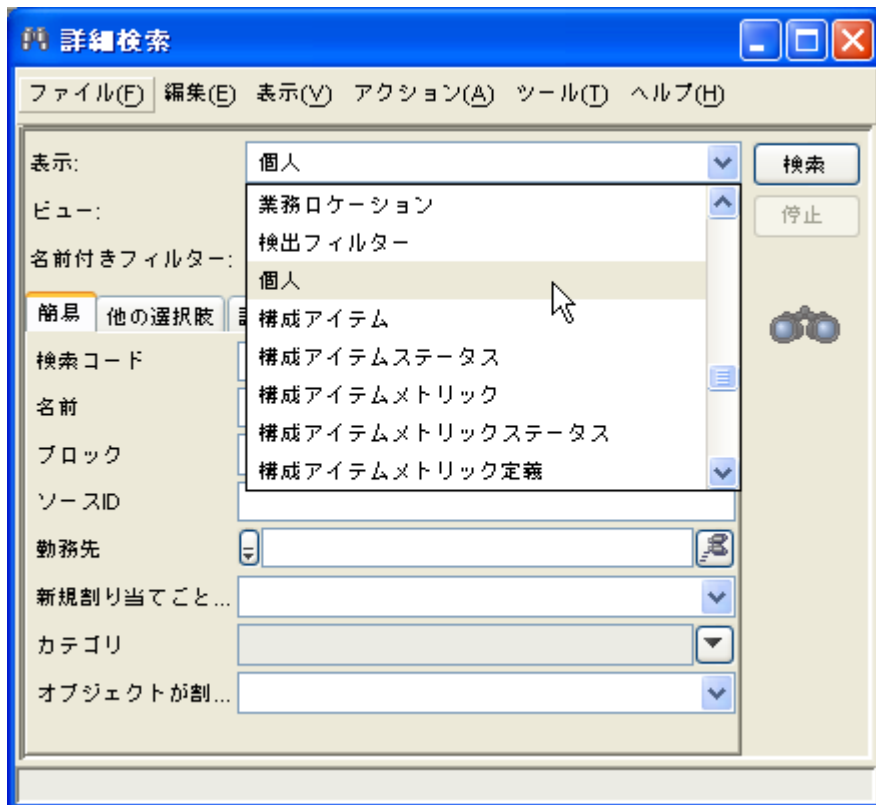 詳細検索
ファイル(F) 編集(E) 表示(V) アクション(A) ツール(T) ヘルプ(H)
表示: 個人 検索
ビュー: 停止
名前付きフィルター:
業務ロケーション
検出フィルター
個人
構成アイテム
構成アイテムステータス
構成アイテムメトリック
構成アイテムメトリックステータス
構成アイテムメトリック定義
簡易 他の選択肢
検索コード
名前
ブロック
ソースID
勤務先
新規割り当てごと...
カテゴリ
オブジェクトが割...